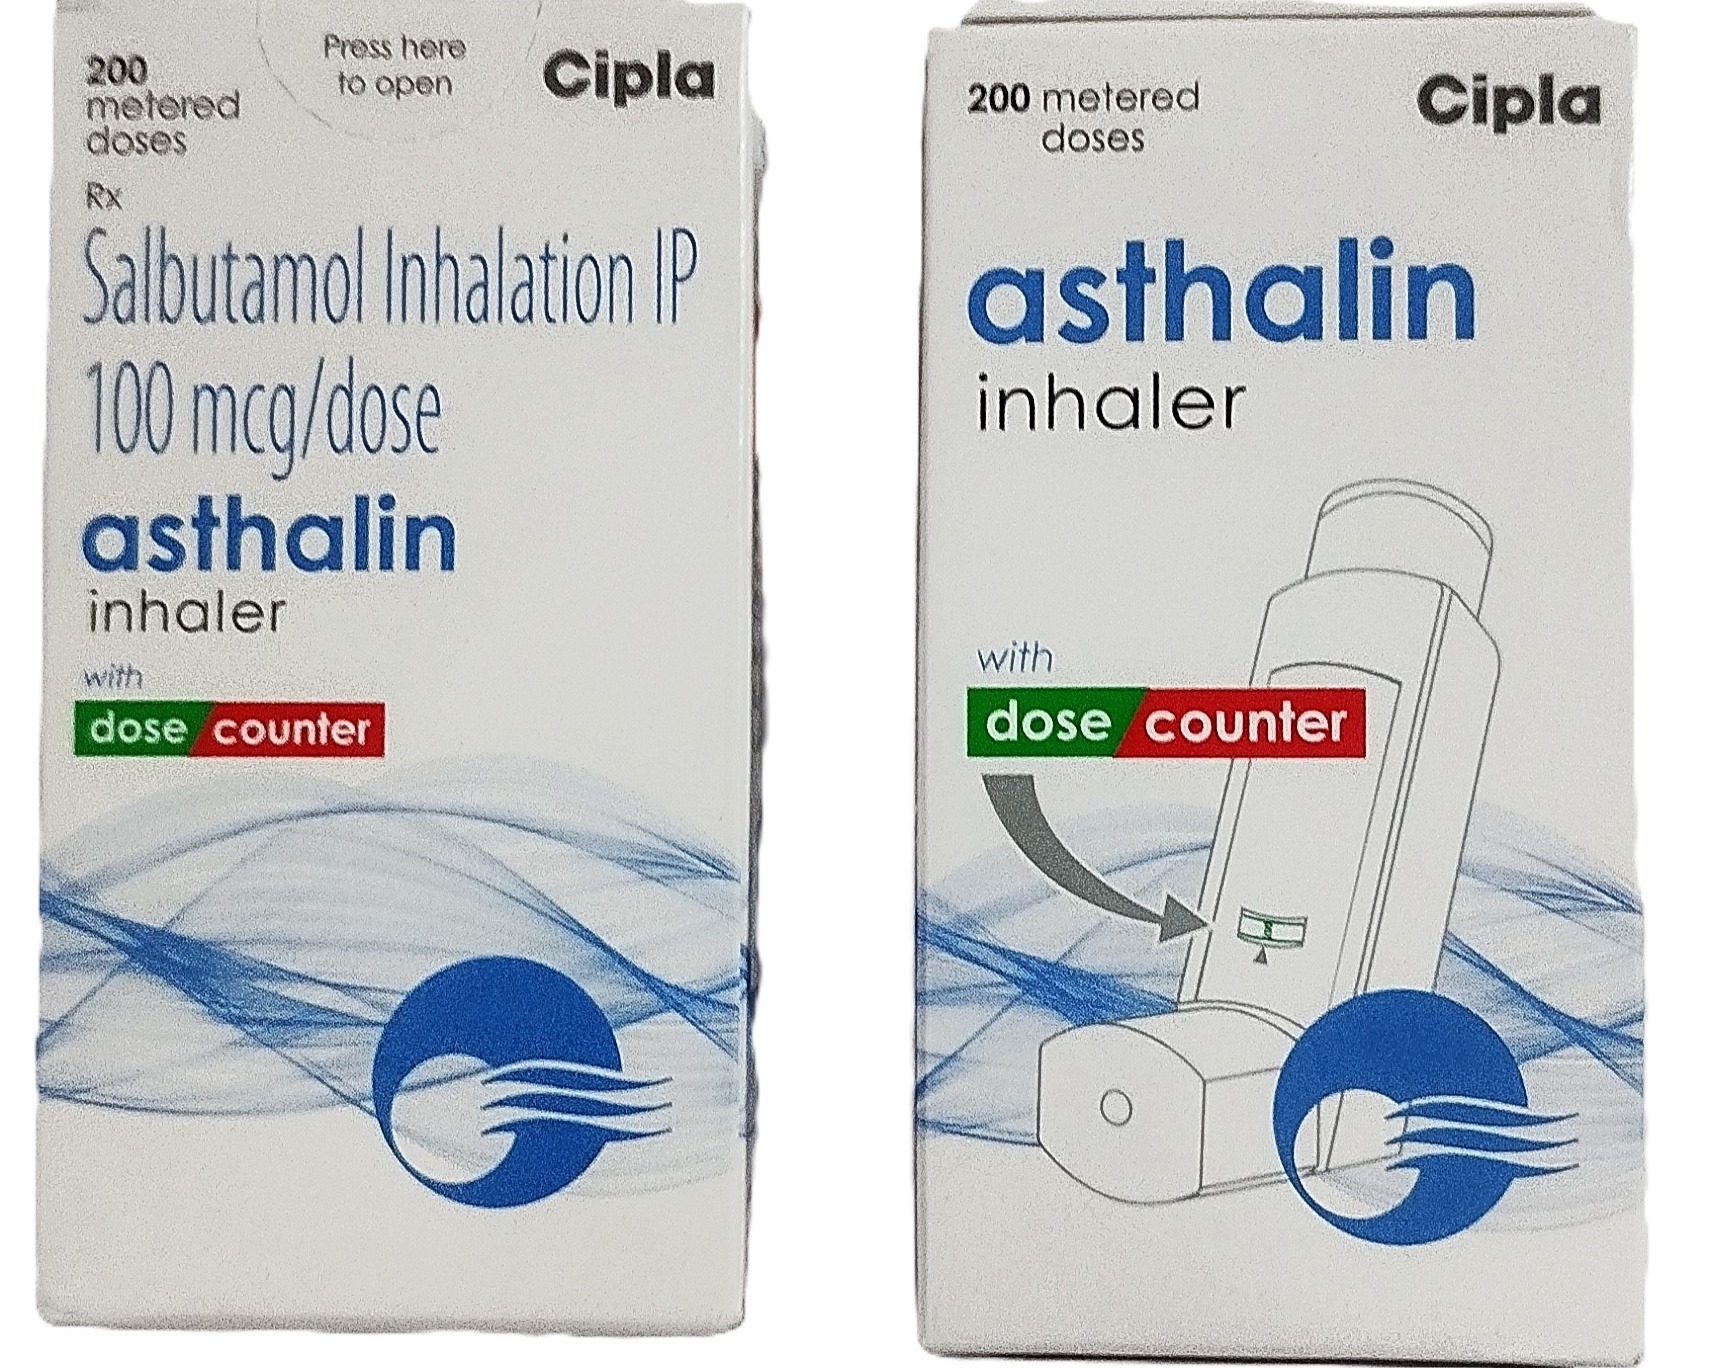 200
metered
doses
Press here
to open
Cipla
Rx
Salbutamol Inhalation IP
100 mcg/dose
asthalin
inhaler
with
dose counter
200 metered
doses
Cipla
asthalin
inhaler
with
dose counter